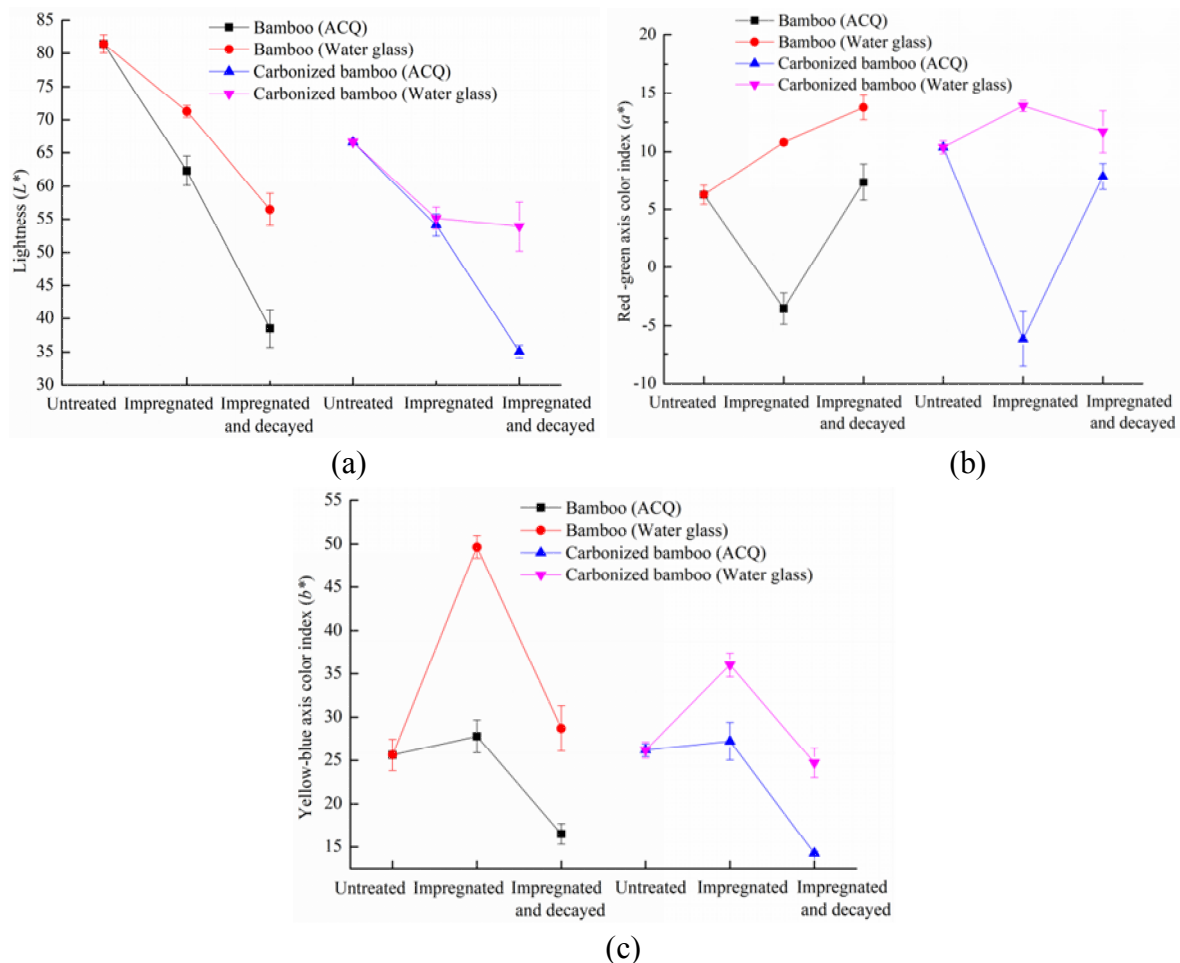 85
80
75
70
65
60
55
50
45
40
35
30
Lightness (L*)
Bamboo (ACQ)
Bamboo (Water glass)
Carbonized bamboo (ACQ)
Carbonized bamboo (Water glass)
Untreated Impregnated Impregnated Untreated Impregnated Impregnated
and decayed and decayed
(a)
20
15
10
5
0
-5
-10
Red -green axis color index (a*)
Bamboo (ACQ)
Bamboo (Water glass)
Carbonized bamboo (ACQ)
Carbonized bamboo (Water glass)
Untreated Impregnated Impregnated Untreated Impregnated Impregnated
and decayed and decayed
(b)
55
50
45
40
35
30
25
20
15
Yellow-blue axis color index (b*)
Bamboo (ACQ)
Bamboo (Water glass)
Carbonized bamboo (ACQ)
Carbonized bamboo (Water glass)
Untreated Impregnated Impregnated Untreated Impregnated Impregnated
and decayed and decayed
(c)